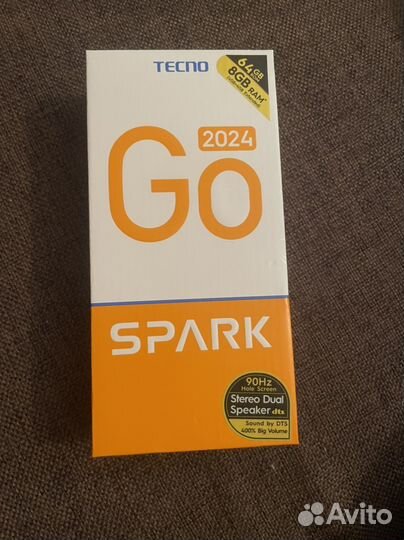 TECNO
64GB
8GB RAM*
Go
2024
SPARK
90Hz
Hole Screen
Stereo Dual
Speaker dts
Sound by DTS
400% Big Volume
Avito